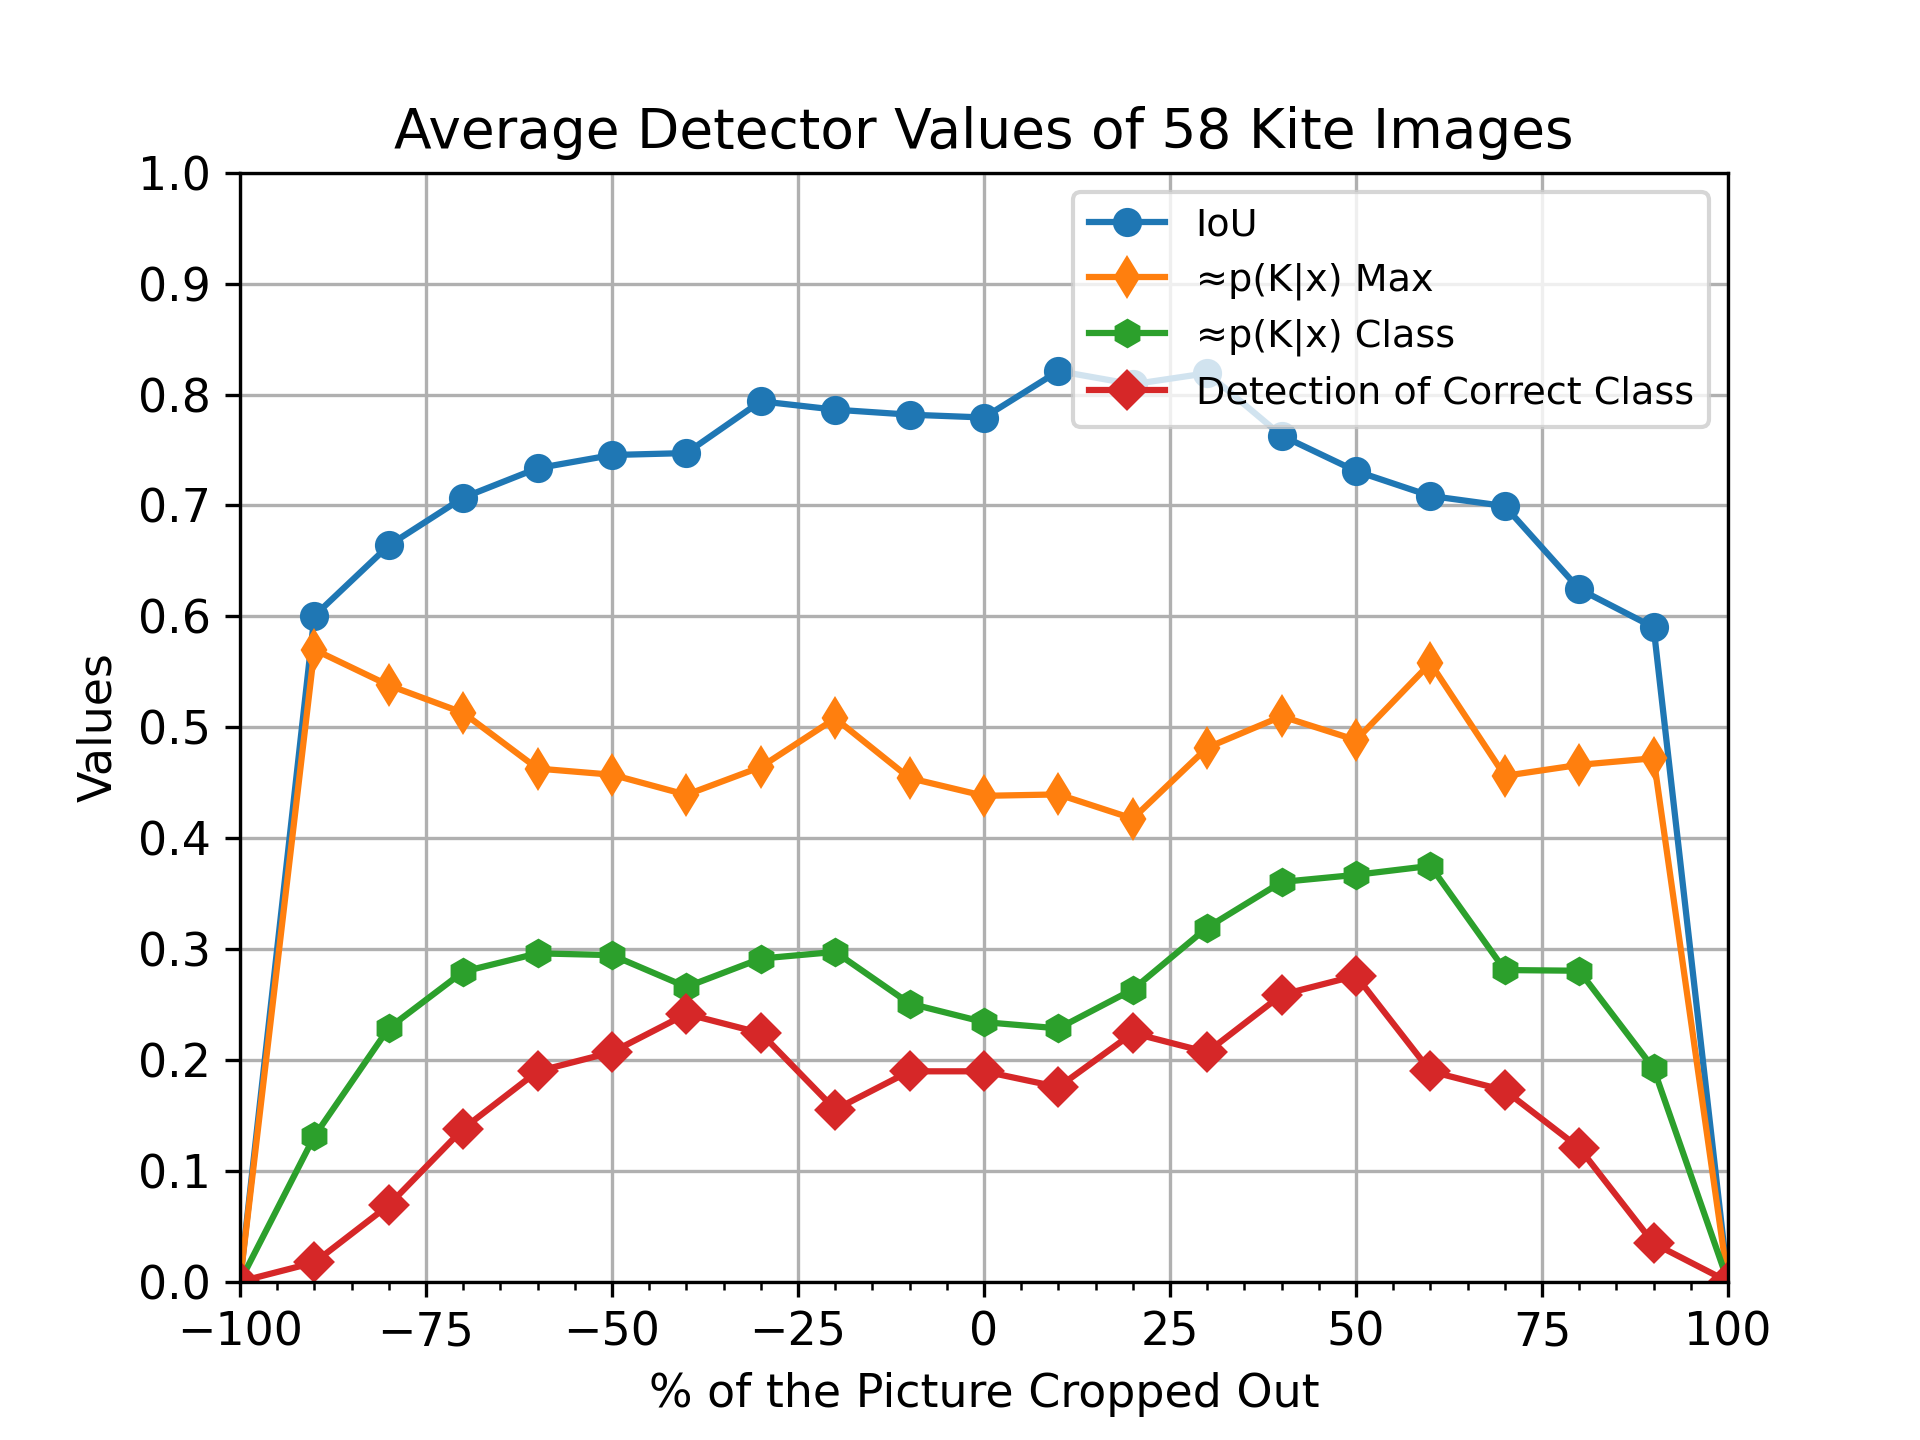 Average Detector Values of 58 Kite Images
1.0
0.9
0.8
0.7
0.6
0.5
0.4
0.3
0.2
0.1
0.0
Values
IoU
≈p(K|x) Max
≈p(K|x) Class
Detection of Correct Class
−100 −75 −50 −25 0 25 50 75 100
% of the Picture Cropped Out